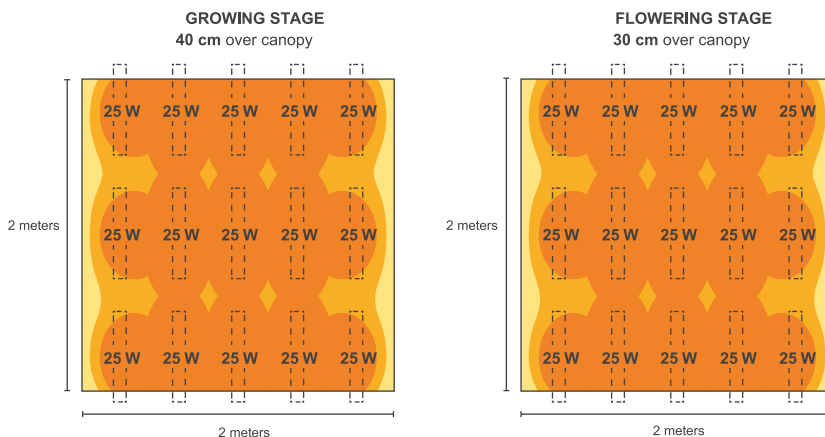 GROWING STAGE
40 cm over canopy
25 W 25 W 25 W 25 W 25 W
2 meters
25 W 25 W 25 W 25 W 25 W
25 W 25 W 25 W 25 W 25 W
2 meters
FLOWERING STAGE
30 cm over canopy
25 W 25 W 25 W 25 W 25 W
2 meters
25 W 25 W 25 W 25 W 25 W
25 W 25 W 25 W 25 W 25 W
2 meters